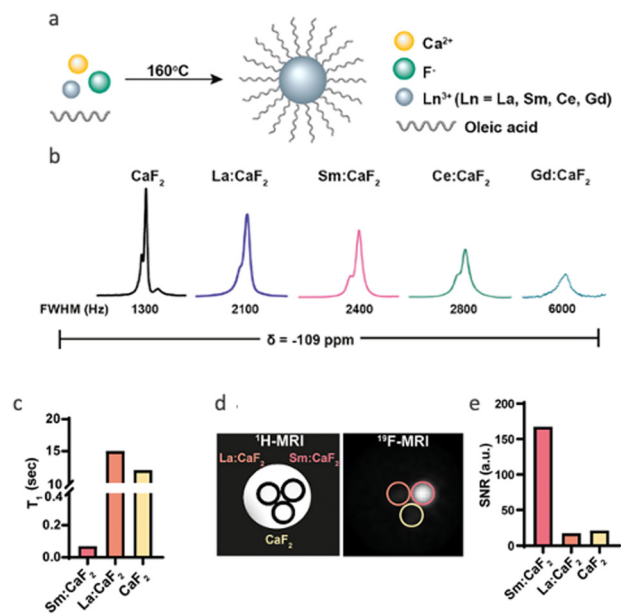 a
160°C
Ca²⁺
F⁻
Ln³⁺ (Ln = La, Sm, Ce, Gd)
Oleic acid
b
CaF₂ La:CaF₂ Sm:CaF₂ Ce:CaF₂ Gd:CaF₂
FWHM (Hz) 1300 2100 2400 2800 6000
δ = -109 ppm
c
T₁ (sec)
20
15
10
0.4
0.2
0.0
Sm:CaF₂ La:CaF₂ CaF₂
d
¹H-MRI ¹⁹F-MRI
La:CaF₂ Sm:CaF₂
CaF₂
e
SNR (a.u.)
200
150
100
50
0
Sm:CaF₂ La:CaF₂ CaF₂